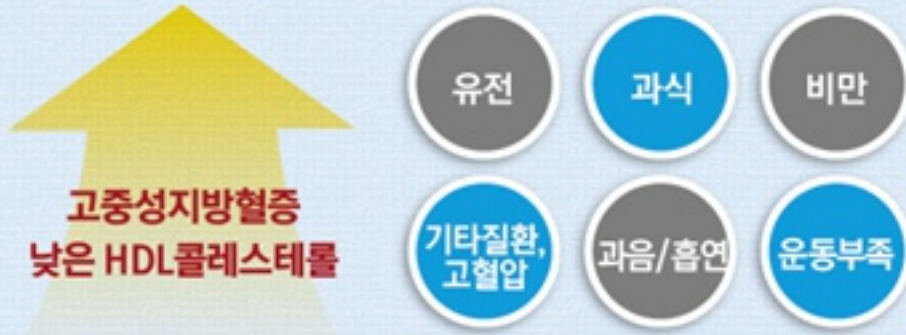 고중성지방혈증
낮은 HDL콜레스테롤
유전
과식
비만
기타질환,
고혈압
과음/흡연
운동부족